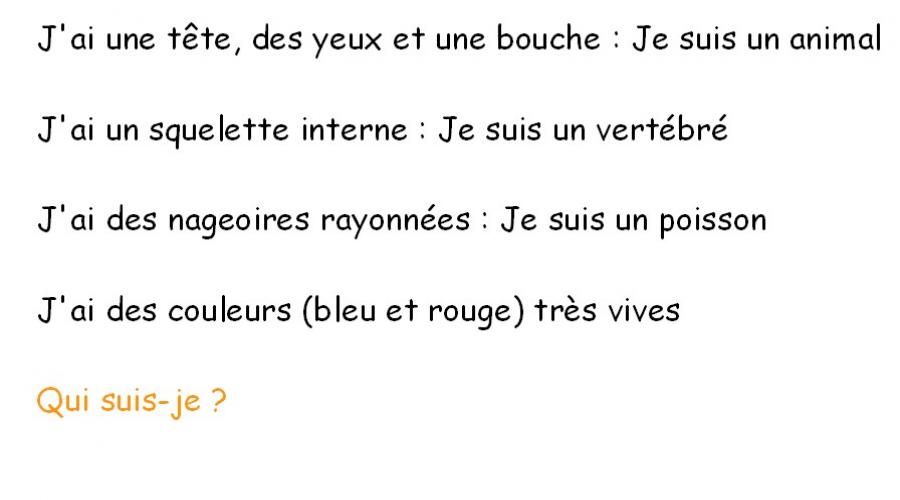 J'ai une tête, des yeux et une bouche : Je suis un animal
J'ai un squelette interne : Je suis un vertébré
J'ai des nageoires rayonnées : Je suis un poisson
J'ai des couleurs (bleu et rouge) très vives
Qui suis-je ?